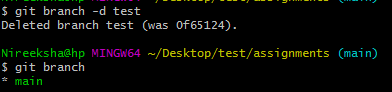 $ git branch -d test
Deleted branch test (was 0f65124).
Nireeksha@hp MINGW64 ~/Desktop/test/assignments (main)
$ git branch
* main